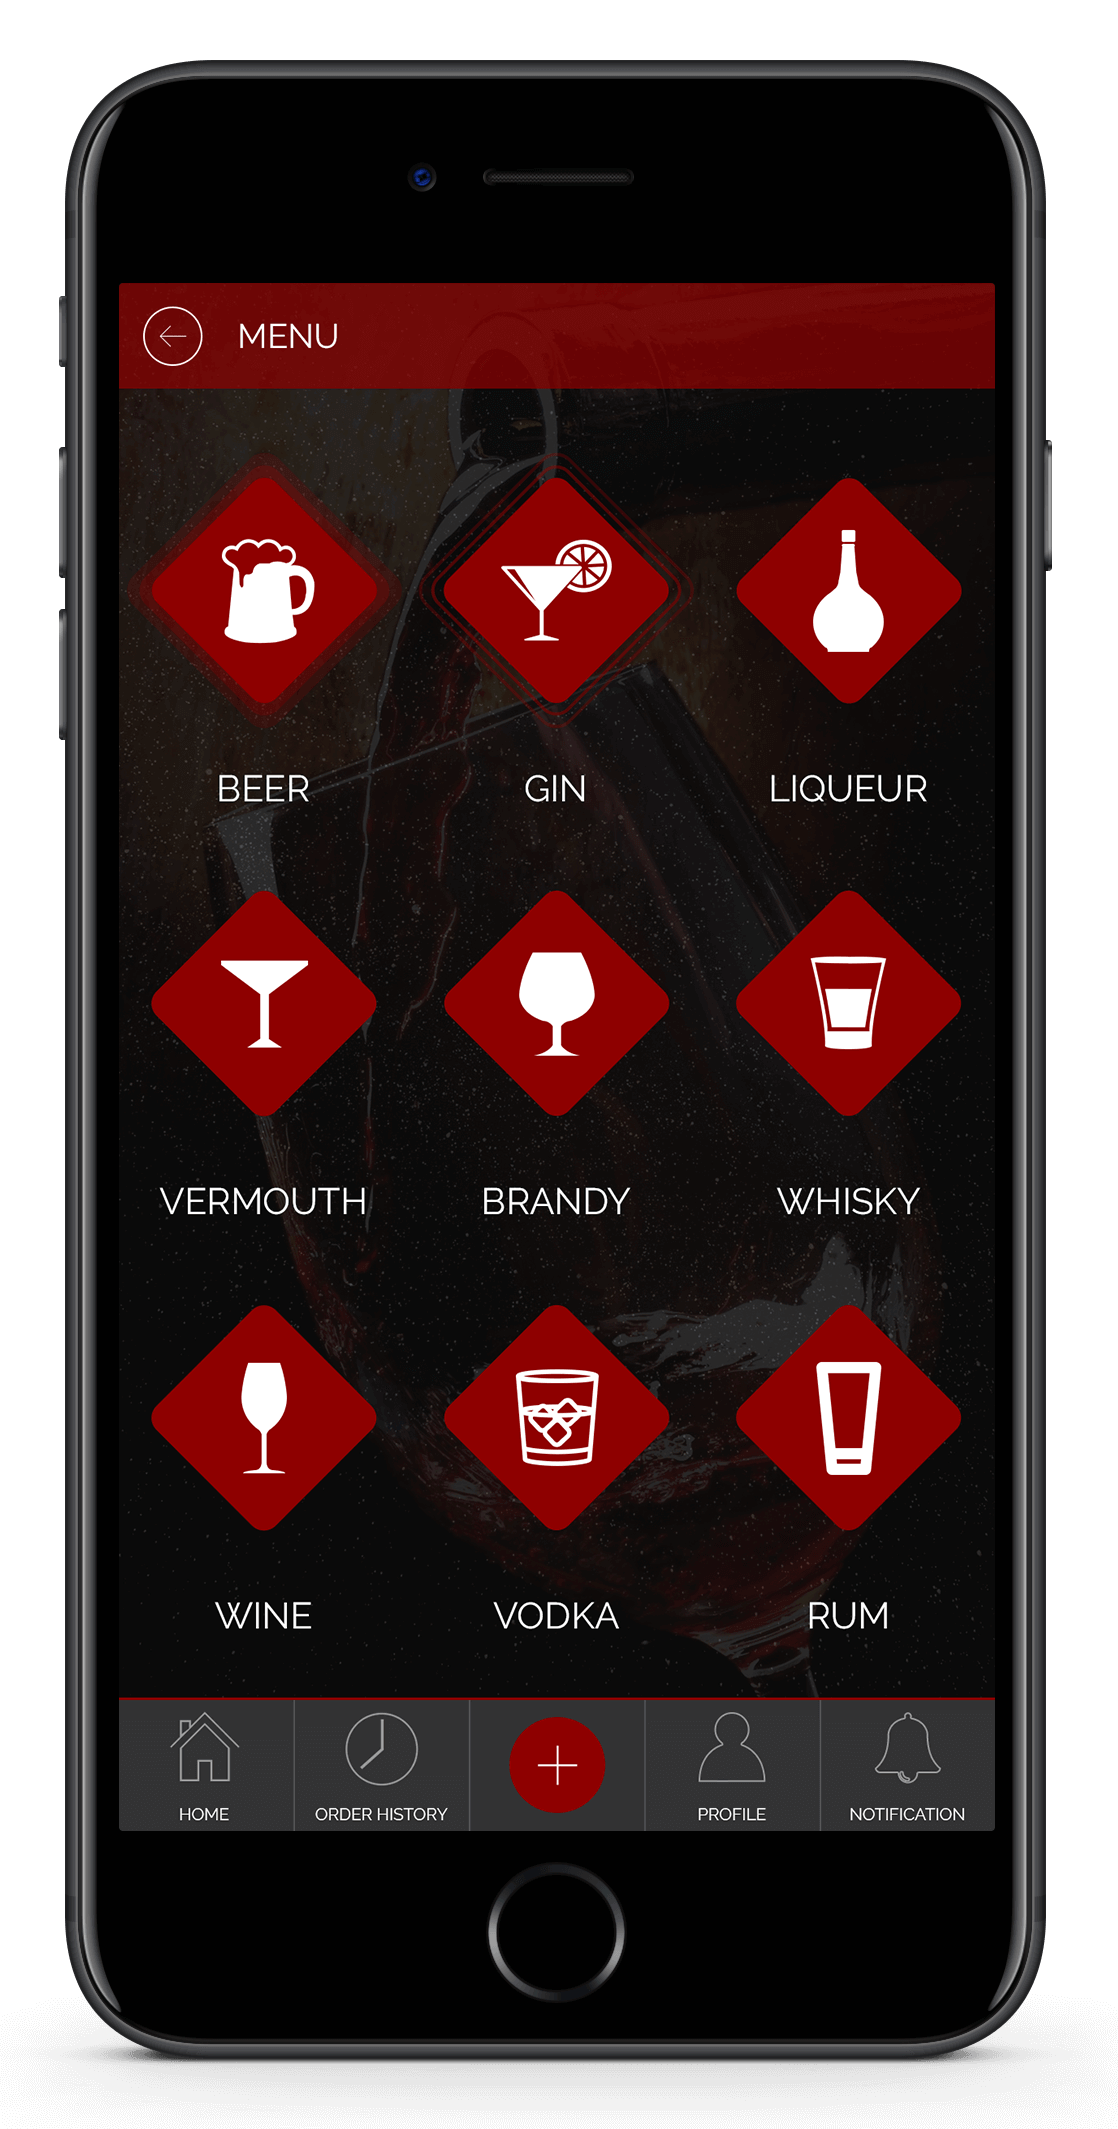 MENU
BEER
GIN
LIQUEUR
VERMOUTH
BRANDY
WHISKY
WINE
VODKA
RUM
HOME
ORDER HISTORY
PROFILE
NOTIFICATION